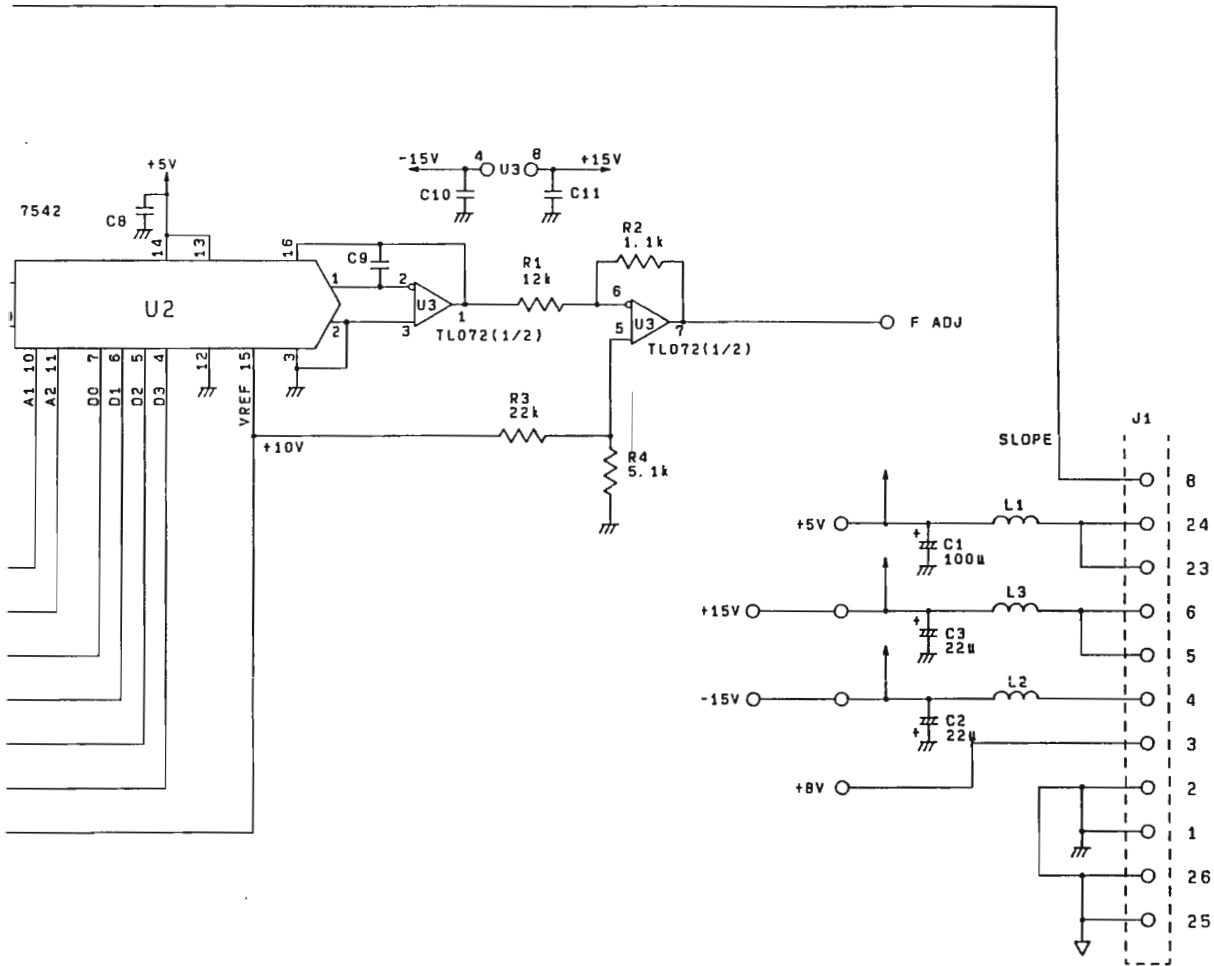 -15V 4 U3 8 +15V
+5V
C10 C11
7542
C8
14 13 16
C9
R2
1.1k
R1
12k
1 2 U3 1
6 U3 7
U2
2 3
5
TL072(1/2)
TL072(1/2)
F ADJ
A1 10
A2 11
D0 7
D1 6
D2 5
D3 4
12
VREF 15
3
R3
22k
+10V
R4
5.1k
J1
SLOPE
8
L1
+5V 24
+ C1
100µ
23
L3
+15V 6
+ C3
22µ
5
L2
-15V 4
C2
+ 22µ
3
+8V 2
1
26
25